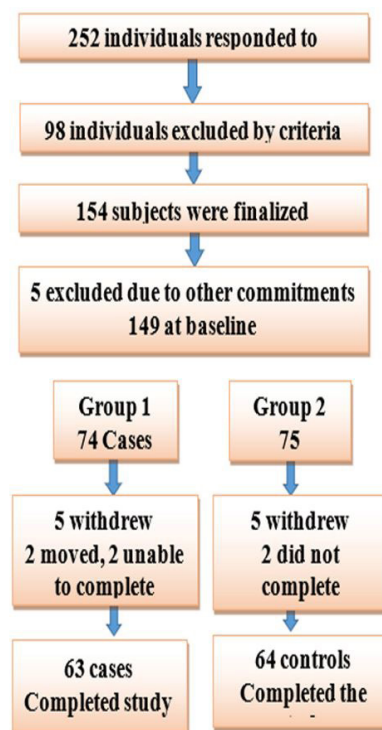 252 individuals responded to
98 individuals excluded by criteria
154 subjects were finalized
5 excluded due to other commitments
149 at baseline
Group 1
74 Cases
Group 2
75
5 withdrew
2 moved, 2 unable
to complete
5 withdrew
2 did not
complete
63 cases
Completed study
64 controls
Completed the